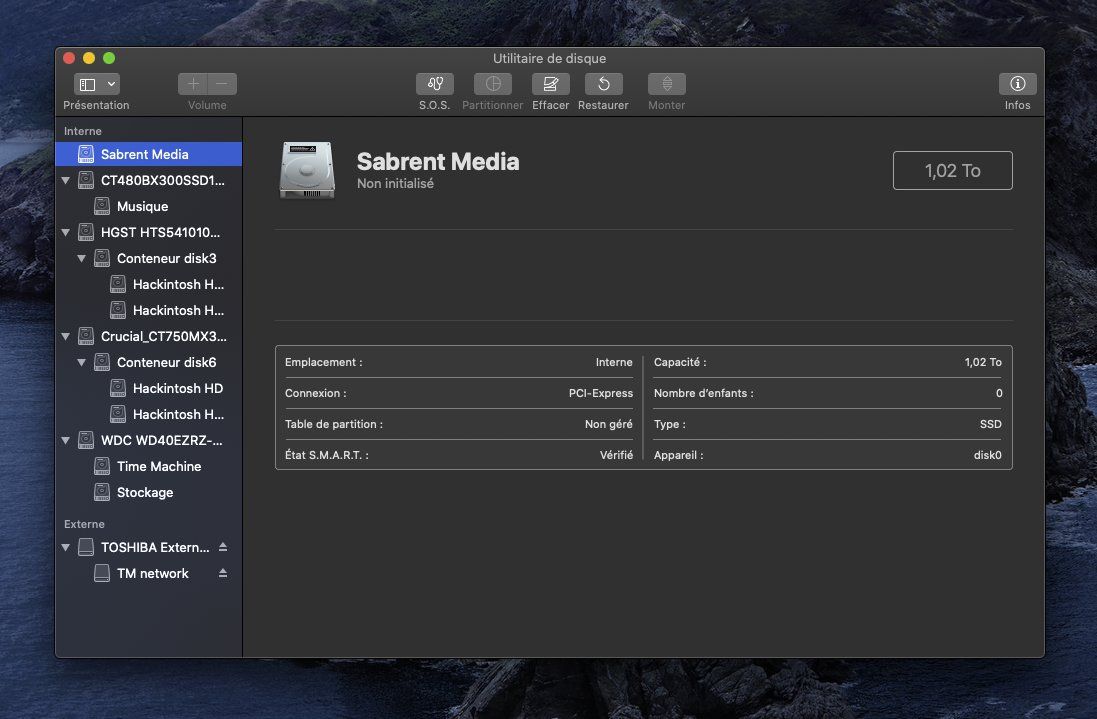 Utilitaire de disque
Présentation
Volume
S.O.S.
Partitionner
Effacer
Restaurer
Monter
Infos
Interne
Sabrent Media
CT480BX300SSD1...
Musique
HGST HTS541010...
Conteneur disk3
Hackintosh H...
Hackintosh H...
Crucial_CT750MX3...
Conteneur disk6
Hackintosh HD
Hackintosh H...
WDC WD40EZRZ-...
Time Machine
Stockage
Externe
TOSHIBA Extern...
TM network
Sabrent Media
Non initialisé
1,02 To
Emplacement : Interne
Connexion : PCI-Express
Table de partition : Non géré
État S.M.A.R.T. : Vérifié
Capacité : 1,02 To
Nombre d'enfants : 0
Type : SSD
Appareil : disk0